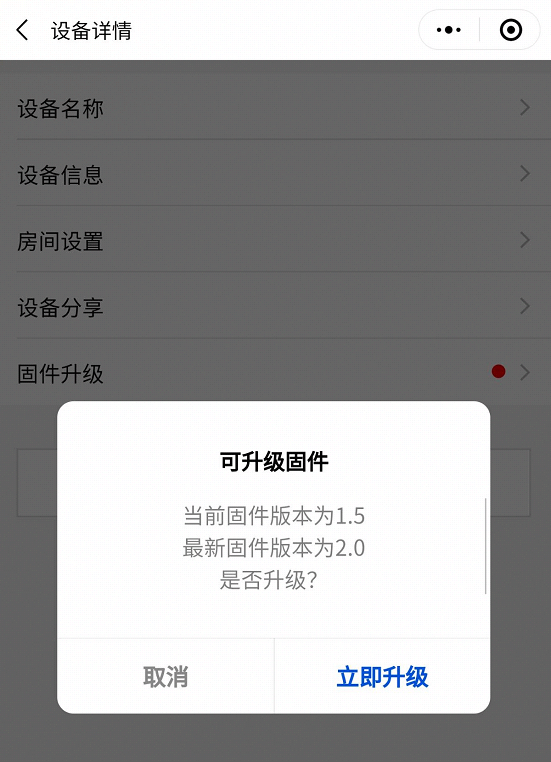 设备详情
设备名称
设备信息
房间设置
设备分享
固件升级
可升级固件
当前固件版本为1.5
最新固件版本为2.0
是否升级？
取消
立即升级